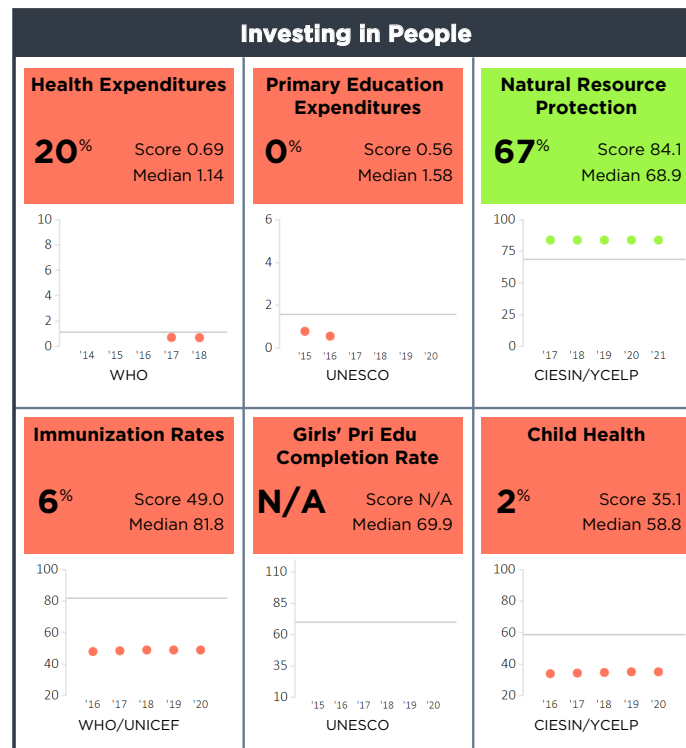 Investing in People
Health Expenditures
20%
Score 0.69
Median 1.14
10
8
6
4
2
0
'14 '15 '16 '17 '18
WHO
Primary Education
Expenditures
0%
Score 0.56
Median 1.58
6
4
2
0
'15 '16 '17 '18 '19 '20
UNESCO
Natural Resource
Protection
67%
Score 84.1
Median 68.9
100
75
50
25
0
'17 '18 '19 '20 '21
CIESIN/YCELP
Immunization Rates
6%
Score 49.0
Median 81.8
100
80
60
40
20
'16 '17 '18 '19 '20
WHO/UNICEF
Girls' Pri Edu
Completion Rate
N/A
Score N/A
Median 69.9
110
85
60
35
10
'15 '16 '17 '18 '19 '20
UNESCO
Child Health
2%
Score 35.1
Median 58.8
100
80
60
40
20
'16 '17 '18 '19 '20
CIESIN/YCELP